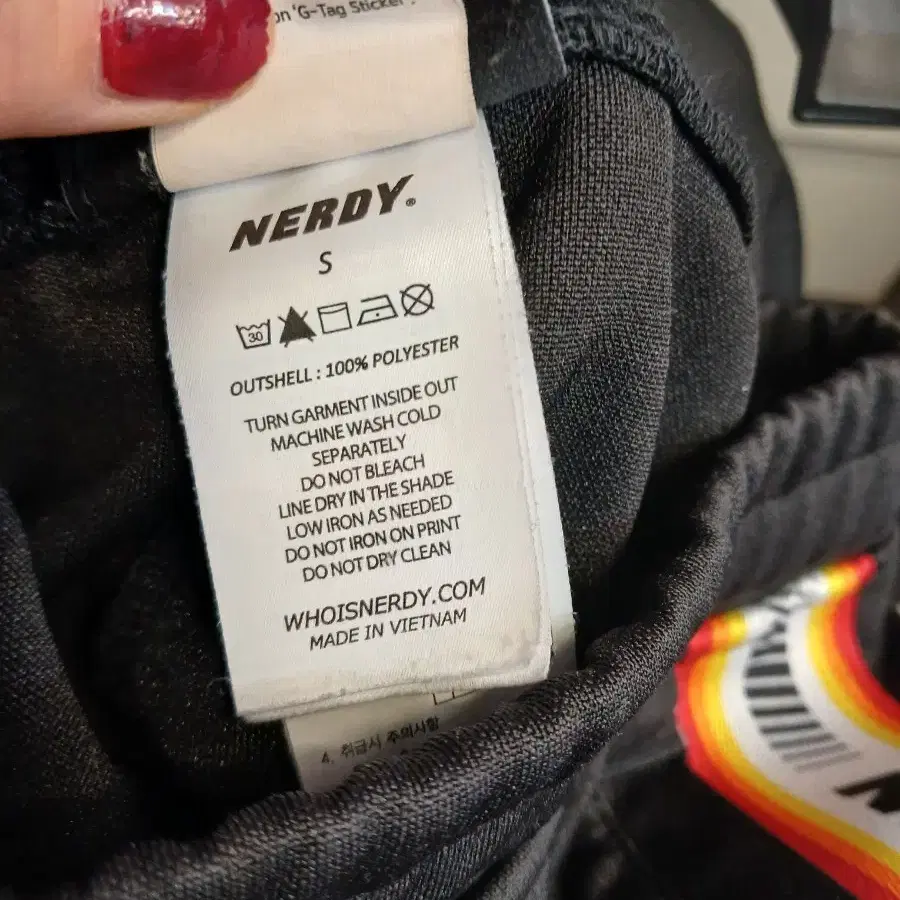 on 'G-Tag Sticker'.
NERDY®
S
30
OUTSHELL : 100% POLYESTER
TURN GARMENT INSIDE OUT
MACHINE WASH COLD
SEPARATELY
DO NOT BLEACH
LINE DRY IN THE SHADE
LOW IRON AS NEEDED
DO NOT IRON ON PRINT
DO NOT DRY CLEAN
WHOISNERDY.COM
MADE IN VIETNAM
4. 취급시 주의사항
N